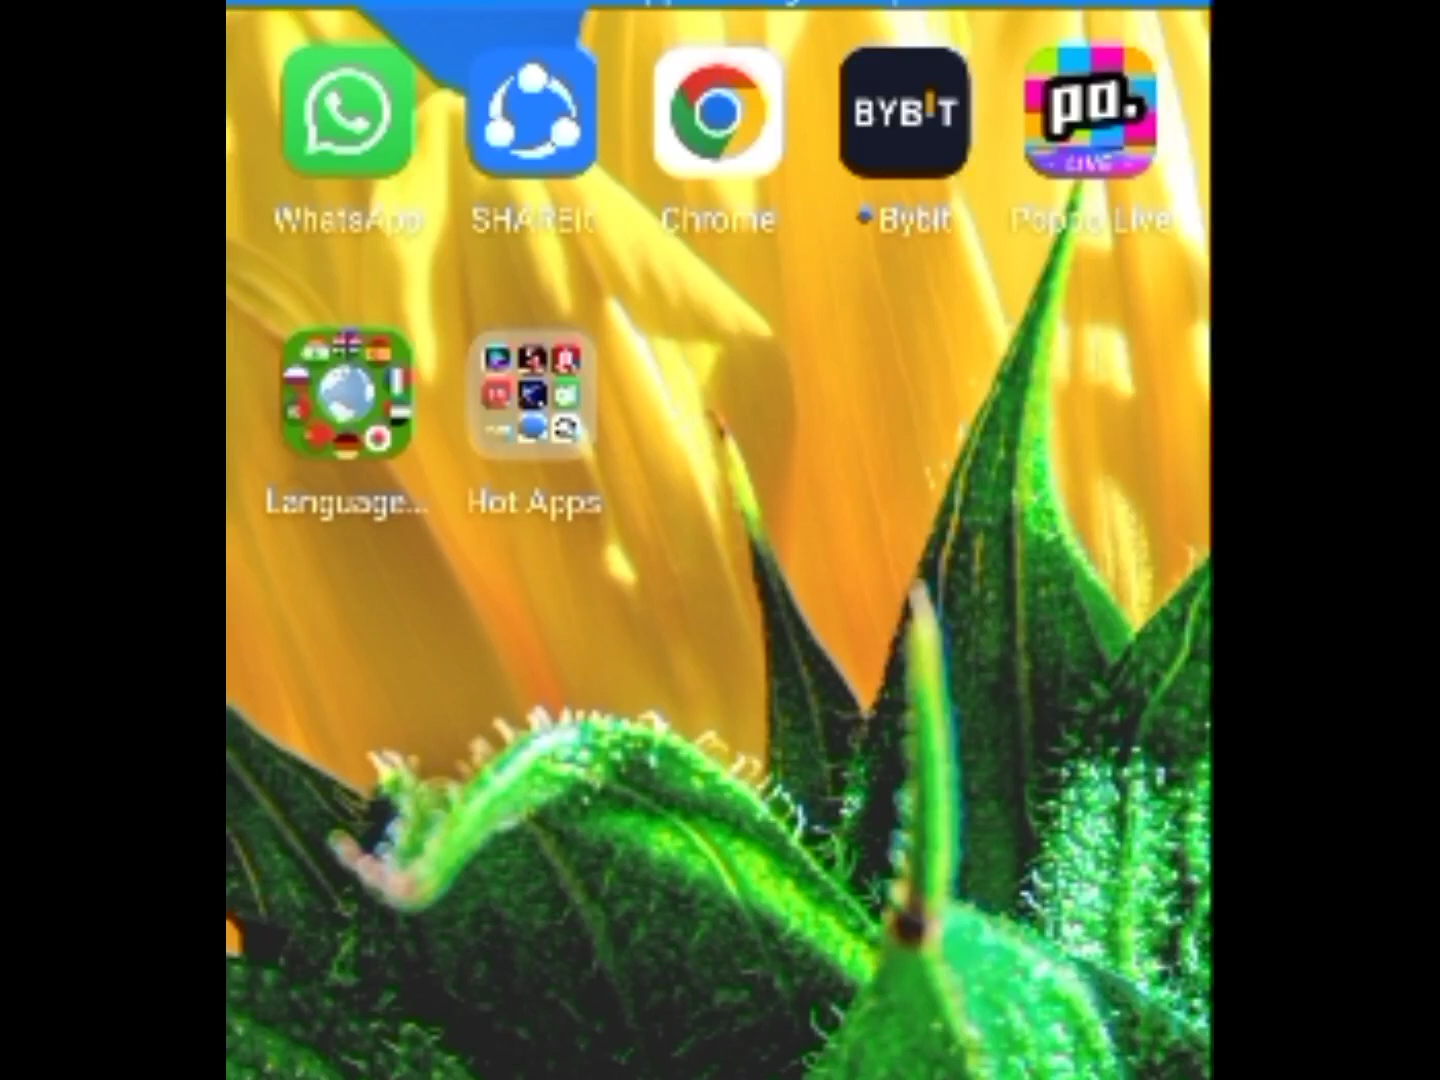 BYBIT
po.
LIVE
WhatsApp SHAREit Chrome Bybit Poppo Live
Language... Hot Apps